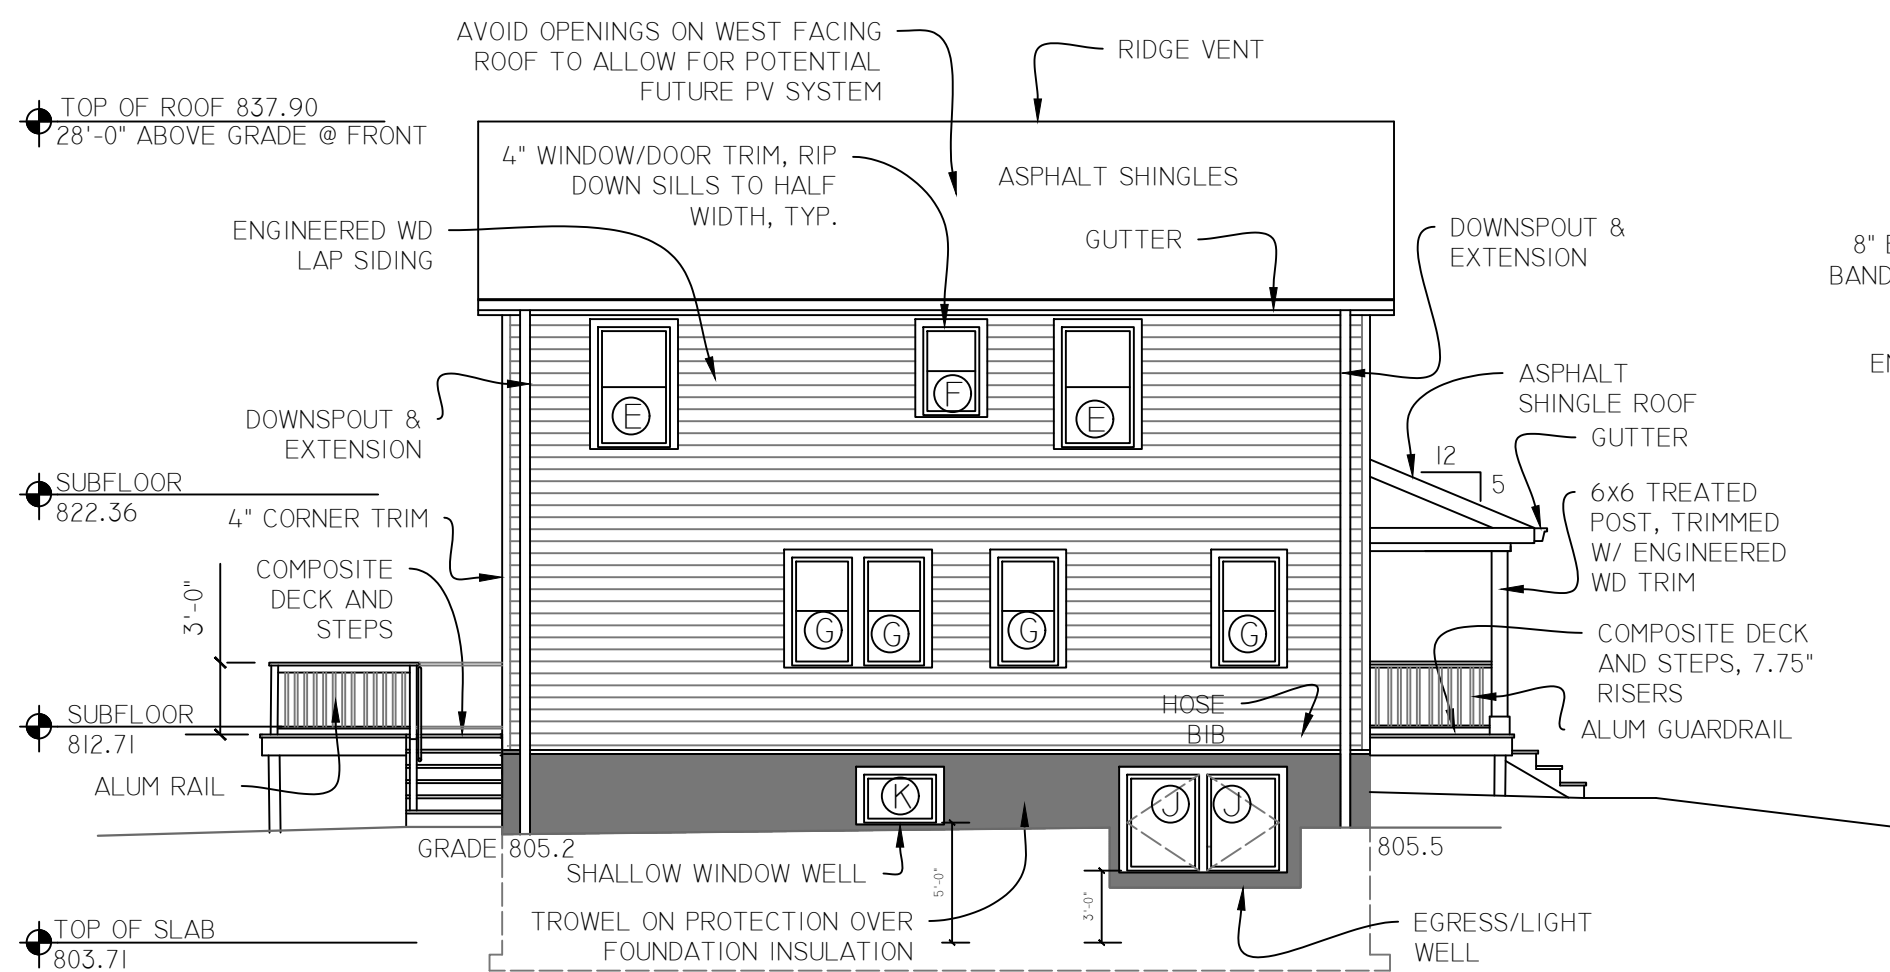 AVOID OPENINGS ON WEST FACING
ROOF TO ALLOW FOR POTENTIAL
FUTURE PV SYSTEM
RIDGE VENT
TOP OF ROOF 837.90
28'-0" ABOVE GRADE @ FRONT
4" WINDOW/DOOR TRIM, RIP
DOWN SILLS TO HALF
WIDTH, TYP.
ASPHALT SHINGLES
ENGINEERED WD
LAP SIDING
GUTTER
DOWNSPOUT &
EXTENSION
8"
BAND
DOWNSPOUT &
EXTENSION
E
F
E
ASPHALT
SHINGLE ROOF
GUTTER
12
5
SUBFLOOR
822.36
4" CORNER TRIM
6x6 TREATED
POST, TRIMMED
W/ ENGINEERED
WD TRIM
COMPOSITE
DECK AND
STEPS
3'-0"
G
G
G
G
COMPOSITE DECK
AND STEPS, 7.75"
RISERS
ALUM GUARDRAIL
SUBFLOOR
812.71
HOSE
BIB
ALUM RAIL
K
J
J
GRADE 805.2
805.5
SHALLOW WINDOW WELL
5'-0"
3'-0"
TROWEL ON PROTECTION OVER
FOUNDATION INSULATION
EGRESS/LIGHT
WELL
TOP OF SLAB
803.71